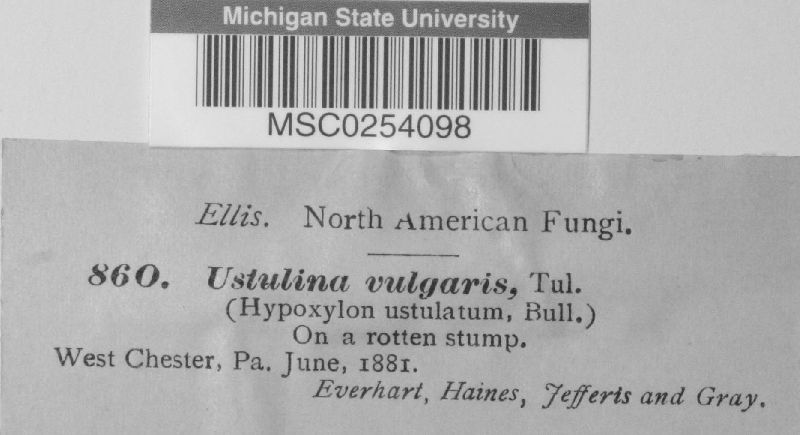 Michigan State University
MSC0254098
Ellis. North American Fungi.
860. Ustulina vulgaris, Tul.
(Hypoxylon ustulatum, Bull.)
On a rotten stump.
West Chester, Pa. June, 1881.
Everhart, Haines, Jefferis and Gray.